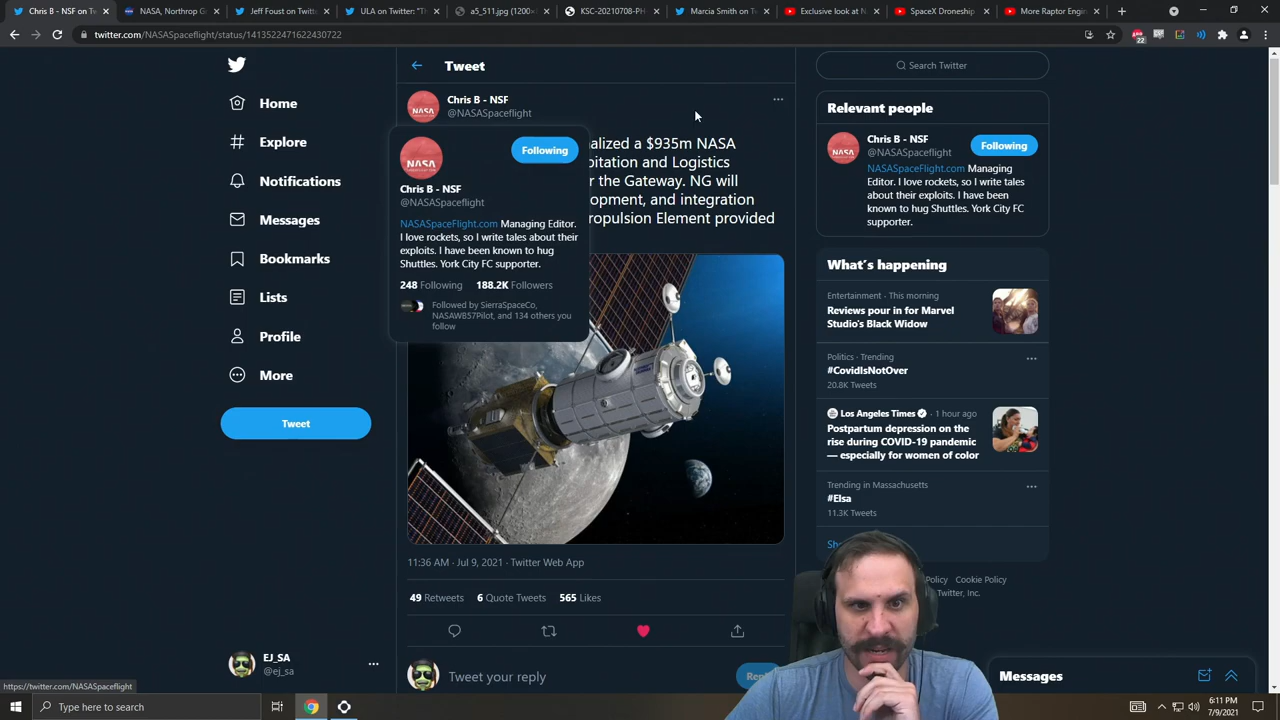 Chris B - NSF on Twitter
NASA, Northrop G
Jeff Foust on Twitter
ULA on Twitter: "Th
a5_511.jpg (1200×
KSC-20210708-PH
Marcia Smith on Tw
Exclusive look at N
SpaceX Droneship
More Raptor Engin
twitter.com/NASASpaceflight/status/1413522471622430722
22
Tweet
Search Twitter
Home
Explore
Notifications
Messages
Bookmarks
Lists
Profile
More
Tweet
EJ_SA
@ej_sa
https://twitter.com/NASASpaceflight
Chris B - NSF
@NASASpaceflight
alized a $935m NASA
pitation and Logistics
r the Gateway. NG will
opment, and integration
ropulsion Element provided
Following
Chris B - NSF
@NASASpaceflight
NASASpaceFlight.com Managing Editor.
I love rockets, so I write tales about their
exploits. I have been known to hug
Shuttles. York City FC supporter.
248 Following 188.2K Followers
Followed by SierraSpaceCo,
NASAWB57Pilot, and 134 others you
follow
11:36 AM · Jul 9, 2021 · Twitter Web App
49 Retweets 6 Quote Tweets 565 Likes
Tweet your reply
Relevant people
Chris B - NSF
@NASASpaceflight
Following
NASASpaceFlight.com Managing
Editor. I love rockets, so I write tales
about their exploits. I have been
known to hug Shuttles. York City FC
supporter.
What's happening
Entertainment · This morning
Reviews pour in for Marvel
Studio's Black Widow
Politics · Trending
#CovidIsNotOver
20.8K Tweets
Los Angeles Times · 1 hour ago
Postpartum depression on the
rise during COVID-19 pandemic
— especially for women of color
Trending in Massachusetts
#Elsa
11.3K Tweets
Policy Cookie Policy
Twitter, Inc.
Messages
Type here to search
6:11 PM
7/9/2021